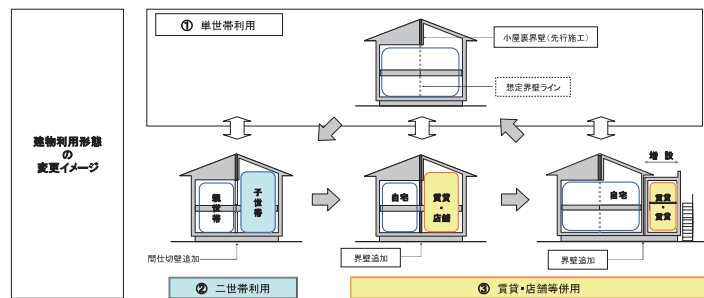 建物利用形態
の
変更イメージ
① 単世帯利用
小屋裏界壁（先行施工）
想定界壁ライン
親世帯
子世帯
間仕切壁追加
② 二世帯利用
自宅
賃貸・店舗
界壁追加
増設
自宅
賃貸・賃貸
界壁追加
③ 賃貸・店舗等併用